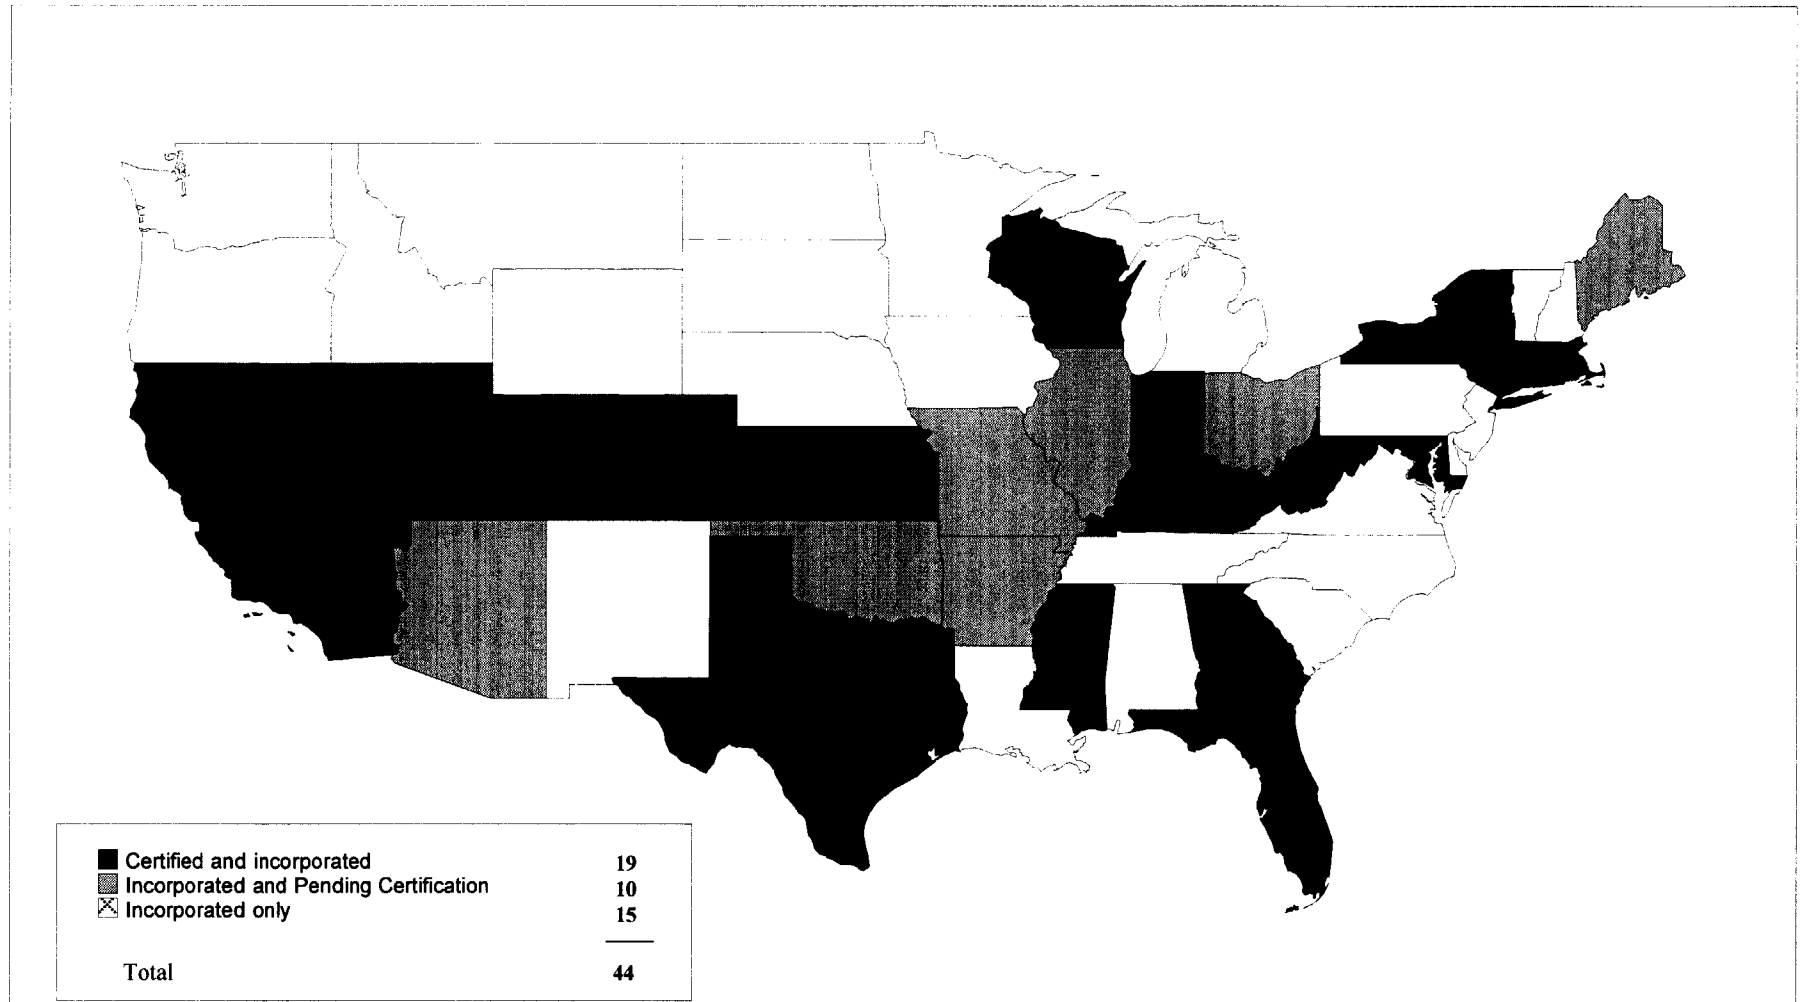 Certified and incorporated 19
Incorporated and Pending Certification 10
Incorporated only 15
Total 44